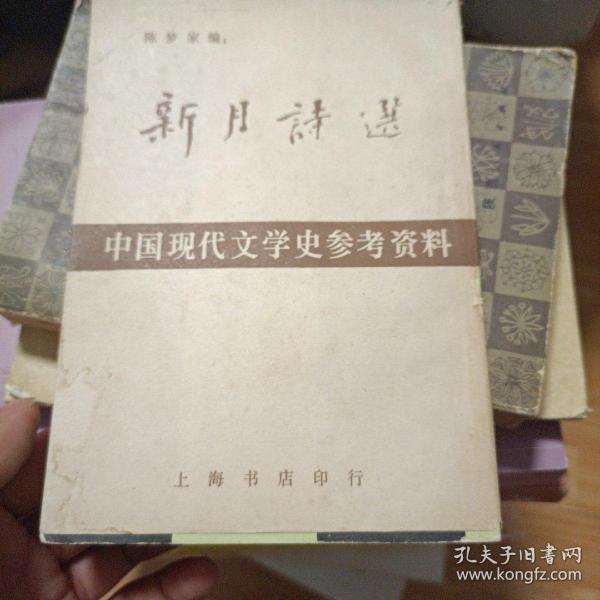 陈梦家编：
新月詩選
中国现代文学史参考资料
上海书店印行
孔夫子旧书网
www.kongfz.com